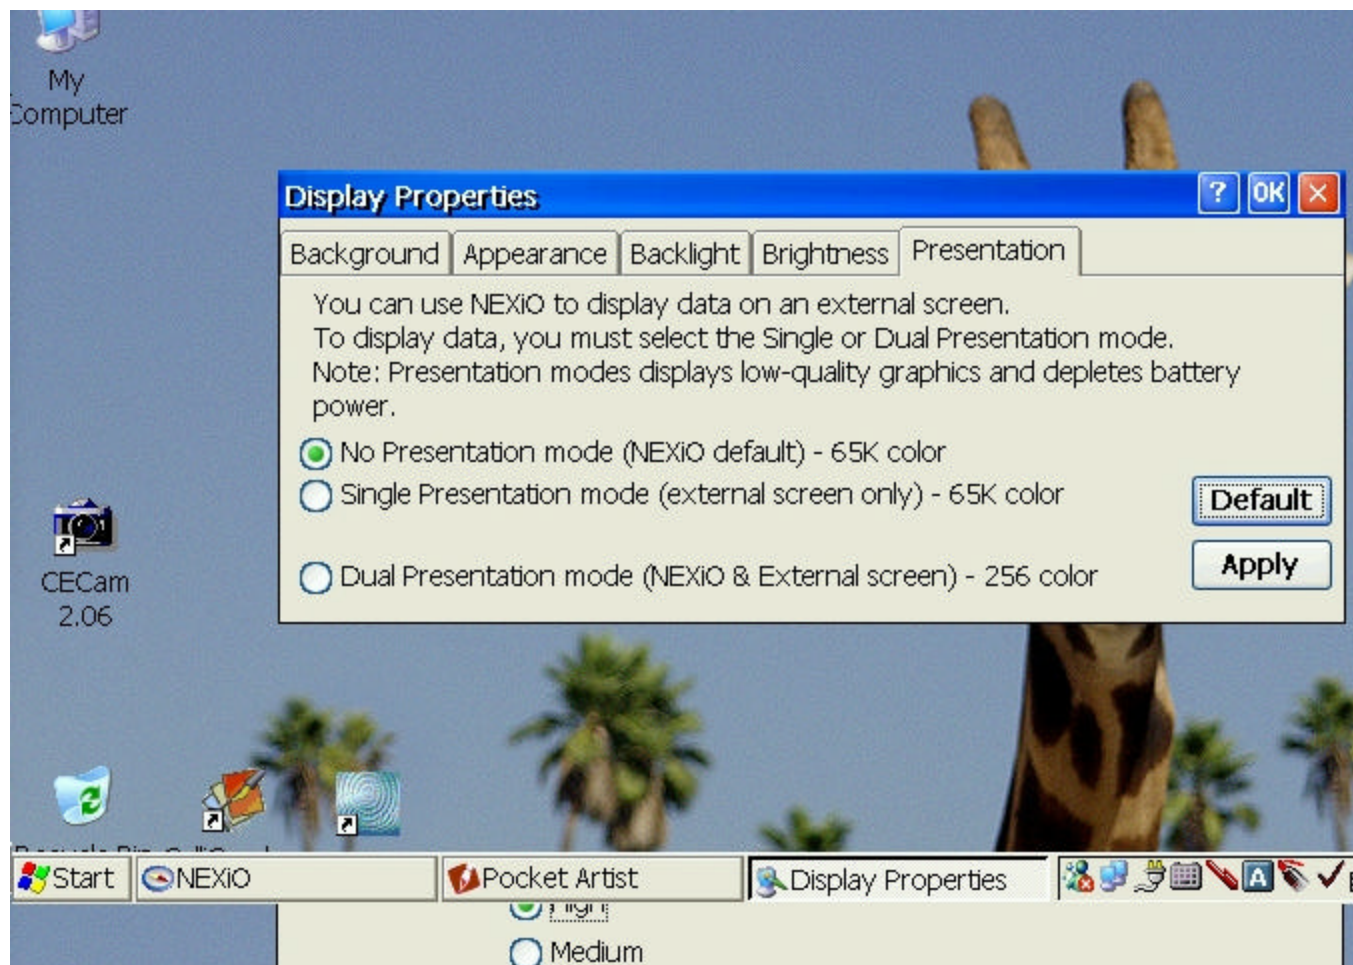 My
Computer
Display Properties
? OK
Background Appearance Backlight Brightness Presentation
You can use NEXiO to display data on an external screen.
To display data, you must select the Single or Dual Presentation mode.
Note: Presentation modes displays low-quality graphics and depletes battery
power.
No Presentation mode (NEXiO default) - 65K color
Single Presentation mode (external screen only) - 65K color
Default
Dual Presentation mode (NEXiO & External screen) - 256 color
Apply
CECam
2.06
Recycle Bin
Start NEXiO Pocket Artist Display Properties A
High
Medium